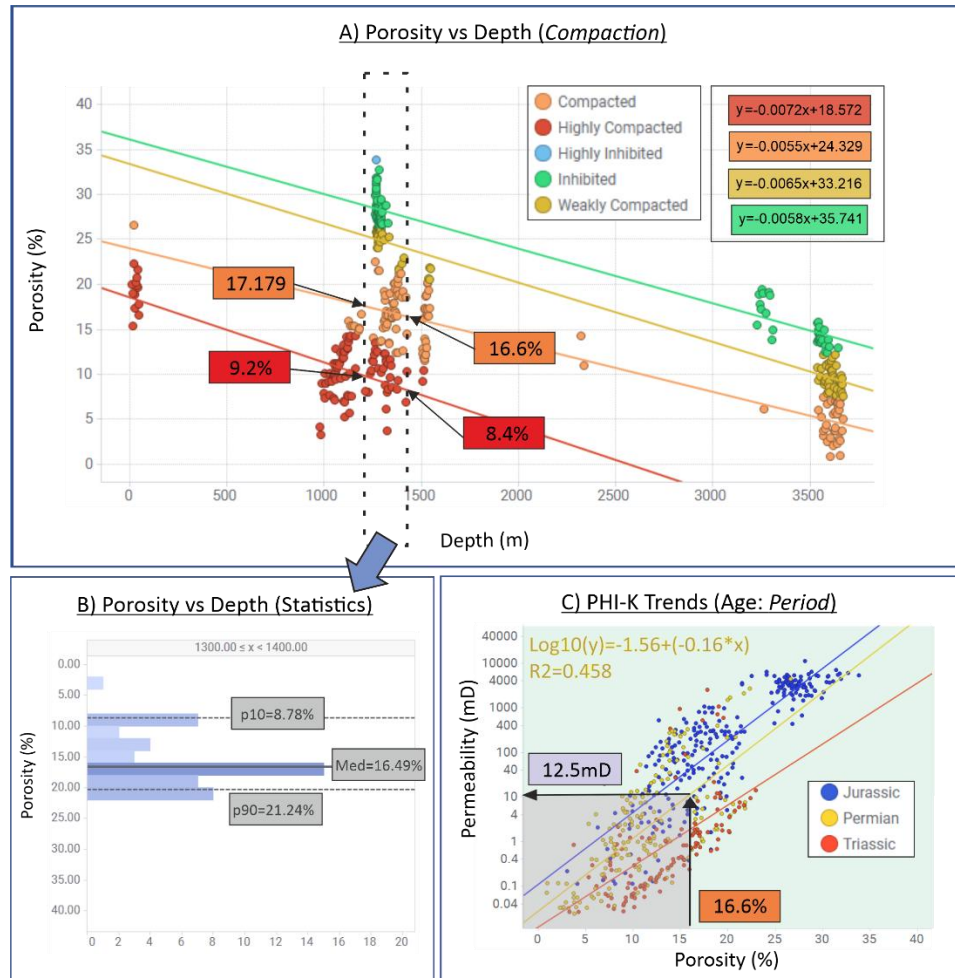 A) Porosity vs Depth (Compaction)
Compacted
Highly Compacted
Highly Inhibited
Inhibited
Weakly Compacted
y=-0.0072x+18.572
y=-0.0055x+24.329
y=-0.0065x+33.216
y=-0.0058x+35.741
40
35
30
25
20
15
10
5
0
Porosity (%)
17.179
16.6%
9.2%
8.4%
0
500
1000
1500
2000
2500
3000
3500
Depth (m)
B) Porosity vs Depth (Statistics)
1300.00 ≤ x < 1400.00
0.00
5.00
10.00
15.00
20.00
25.00
30.00
35.00
40.00
Porosity (%)
p10=8.78%
Med=16.49%
p90=21.24%
0
2
4
6
8
10
12
14
16
18
20
C) PHI-K Trends (Age: Period)
Log10(y)=-1.56+(-0.16*x)
R2=0.458
40000
10000
4000
1000
400
100
40
10
4
1
0.4
0.1
0.04
Permeability (mD)
12.5mD
Jurassic
Permian
Triassic
16.6%
0
5
10
15
20
25
30
35
40
Porosity (%)